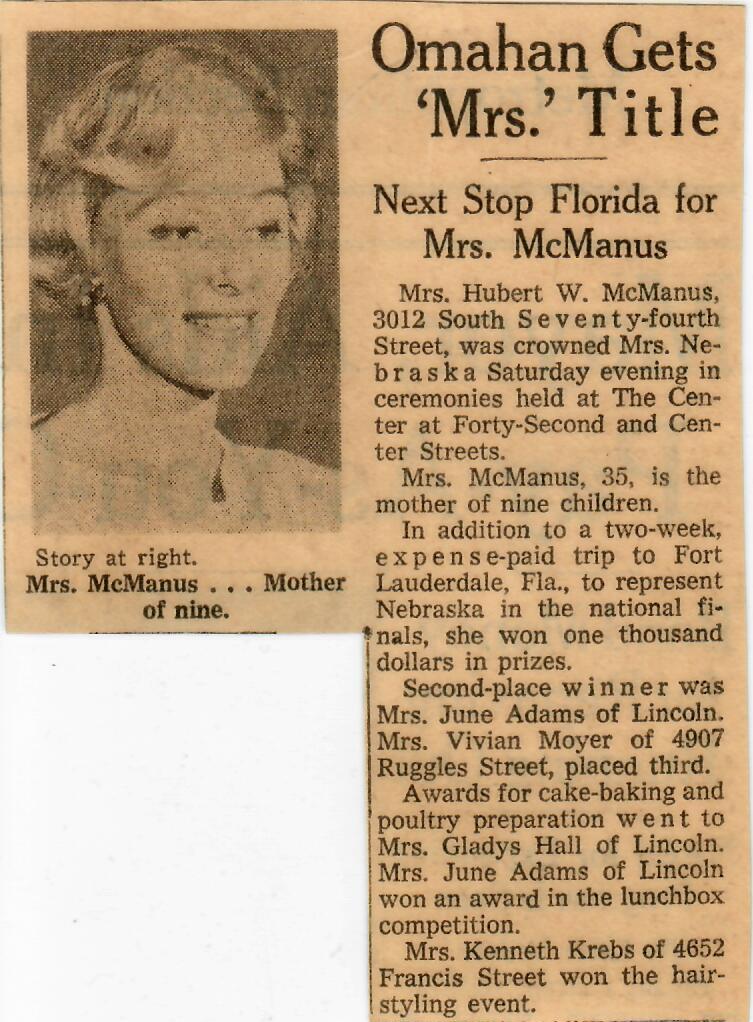 Omahan Gets
'Mrs.' Title
Next Stop Florida for
Mrs. McManus
Mrs. Hubert W. McManus,
3012 South Seventy-fourth
Street, was crowned Mrs. Ne-
braska Saturday evening in
ceremonies held at The Cen-
ter at Forty-Second and Cen-
ter Streets.
Mrs. McManus, 35, is the
mother of nine children.
In addition to a two-week,
expense-paid trip to Fort
Lauderdale, Fla., to represent
Nebraska in the national fi-
nals, she won one thousand
dollars in prizes.
Second-place winner was
Mrs. June Adams of Lincoln.
Mrs. Vivian Moyer of 4907
Ruggles Street, placed third.
Awards for cake-baking and
poultry preparation went to
Mrs. Gladys Hall of Lincoln.
Mrs. June Adams of Lincoln
won an award in the lunchbox
competition.
Mrs. Kenneth Krebs of 4652
Francis Street won the hair-
styling event.
Story at right.
Mrs. McManus . . . Mother
of nine.